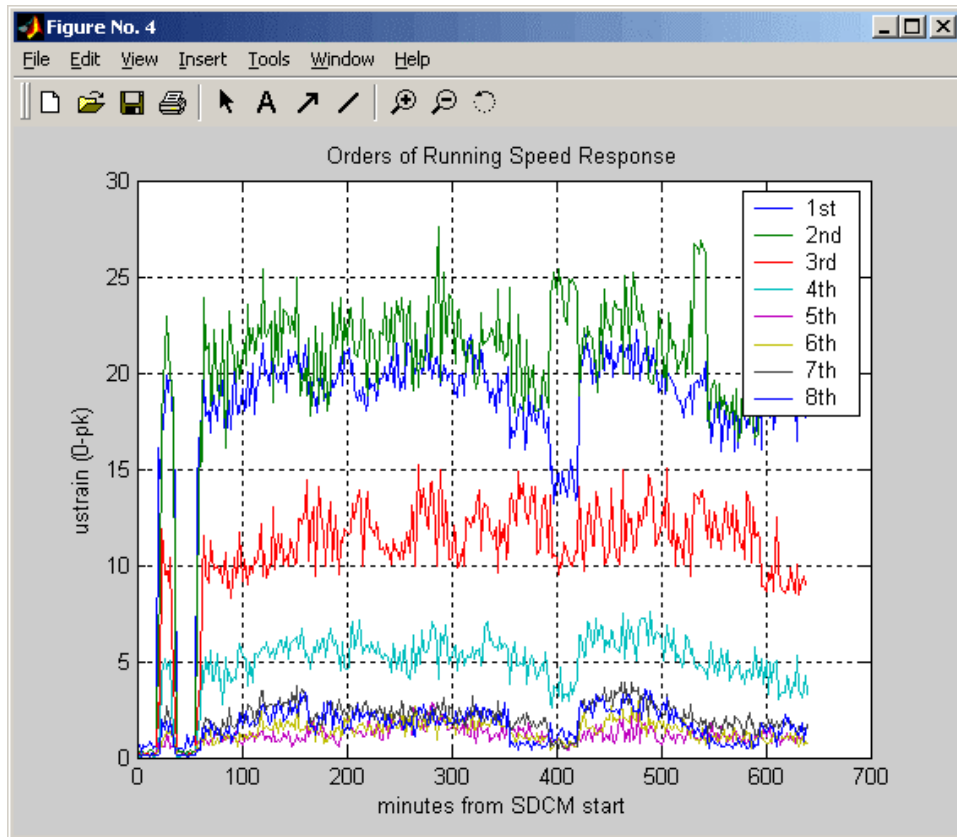 Figure No. 4
File Edit View Insert Tools Window Help
A
Orders of Running Speed Response
30
25
20
15
10
5
0
ustrain (0-pk)
1st
2nd
3rd
4th
5th
6th
7th
8th
0 100 200 300 400 500 600 700
minutes from SDCM start